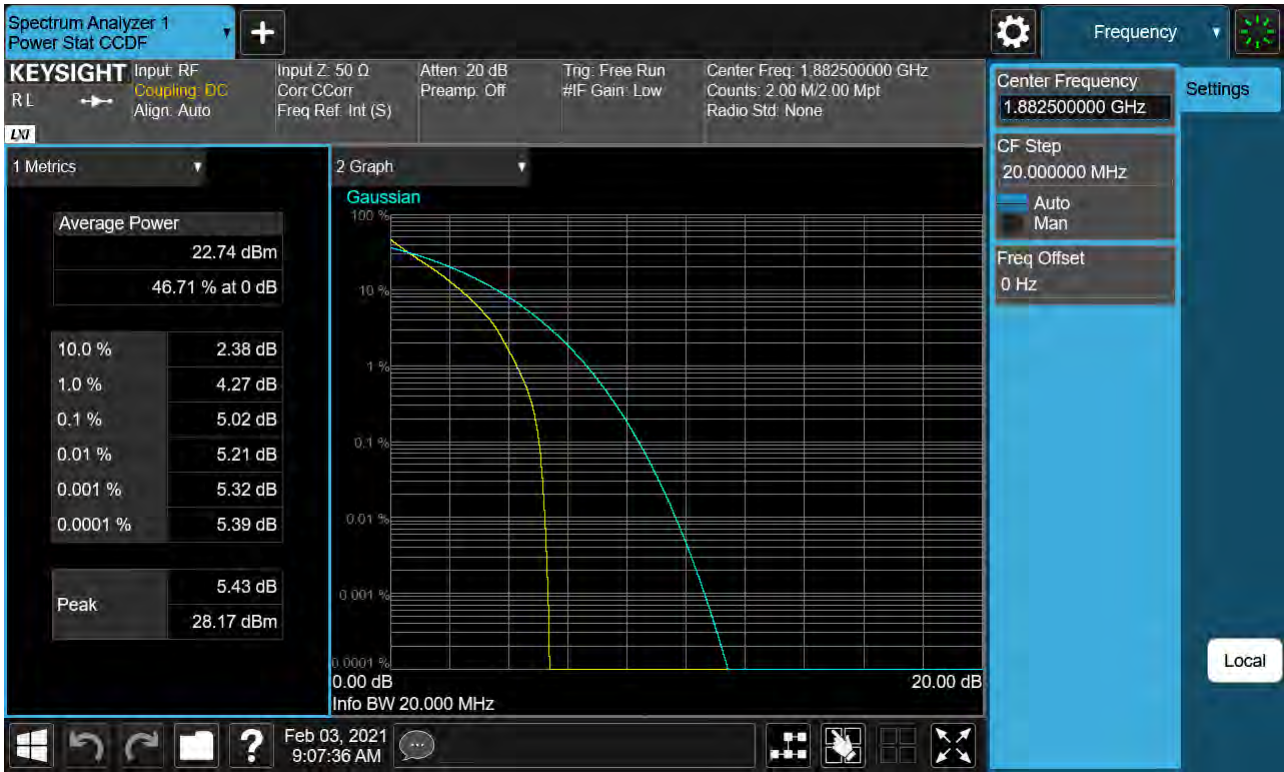 Spectrum Analyzer 1
Power Stat CCDF
+
Frequency
KEYSIGHT
R L
LXI
Input: RF
Coupling: DC
Align: Auto
Input Z: 50 Ω
Corr CCorr
Freq Ref: Int (S)
Atten: 20 dB
Preamp: Off
Trig: Free Run
#IF Gain: Low
Center Freq: 1.882500000 GHz
Counts: 2.00 M/2.00 Mpt
Radio Std: None
1 Metrics
Average Power
22.74 dBm
46.71 % at 0 dB
10.0 % 2.38 dB
1.0 % 4.27 dB
0.1 % 5.02 dB
0.01 % 5.21 dB
0.001 % 5.32 dB
0.0001 % 5.39 dB
Peak
5.43 dB
28.17 dBm
2 Graph
Gaussian
100 %
10 %
1 %
0.1 %
0.01 %
0.001 %
0.0001 %
0.00 dB 20.00 dB
Info BW 20.000 MHz
Center Frequency
1.882500000 GHz
CF Step
20.000000 MHz
Auto
Man
Freq Offset
0 Hz
Settings
Local
?
Feb 03, 2021
9:07:36 AM